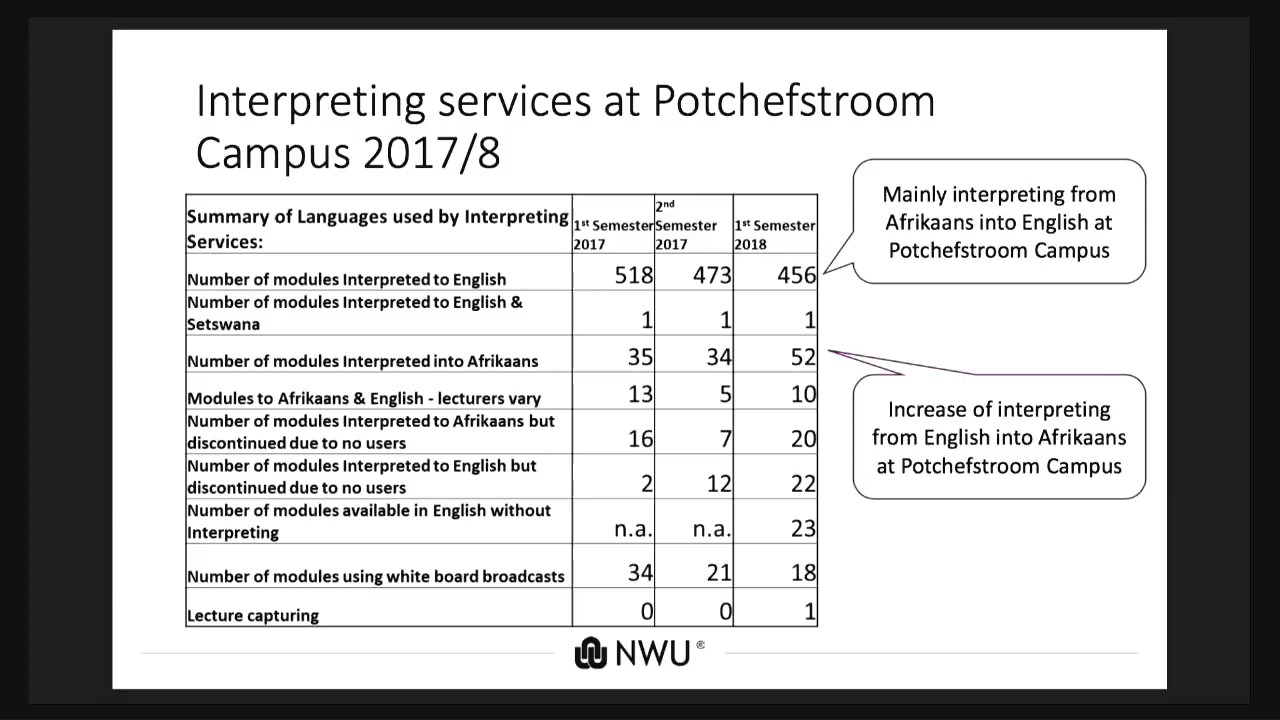 Interpreting services at Potchefstroom
Campus 2017/8
Summary of Languages used by Interpreting
Services:
1st Semester
2017
2nd
Semester
2017
1st Semester
2018
Number of modules Interpreted to English 518 473 456
Number of modules Interpreted to English &
Setswana 1 1 1
Number of modules Interpreted into Afrikaans 35 34 52
Modules to Afrikaans & English - lecturers vary 13 5 10
Number of modules Interpreted to Afrikaans but
discontinued due to no users 16 7 20
Number of modules Interpreted to English but
discontinued due to no users 2 12 22
Number of modules available in English without
Interpreting n.a. n.a. 23
Number of modules using white board broadcasts 34 21 18
Lecture capturing 0 0 1
Mainly interpreting from
Afrikaans into English at
Potchefstroom Campus
Increase of interpreting
from English into Afrikaans
at Potchefstroom Campus
NWU®